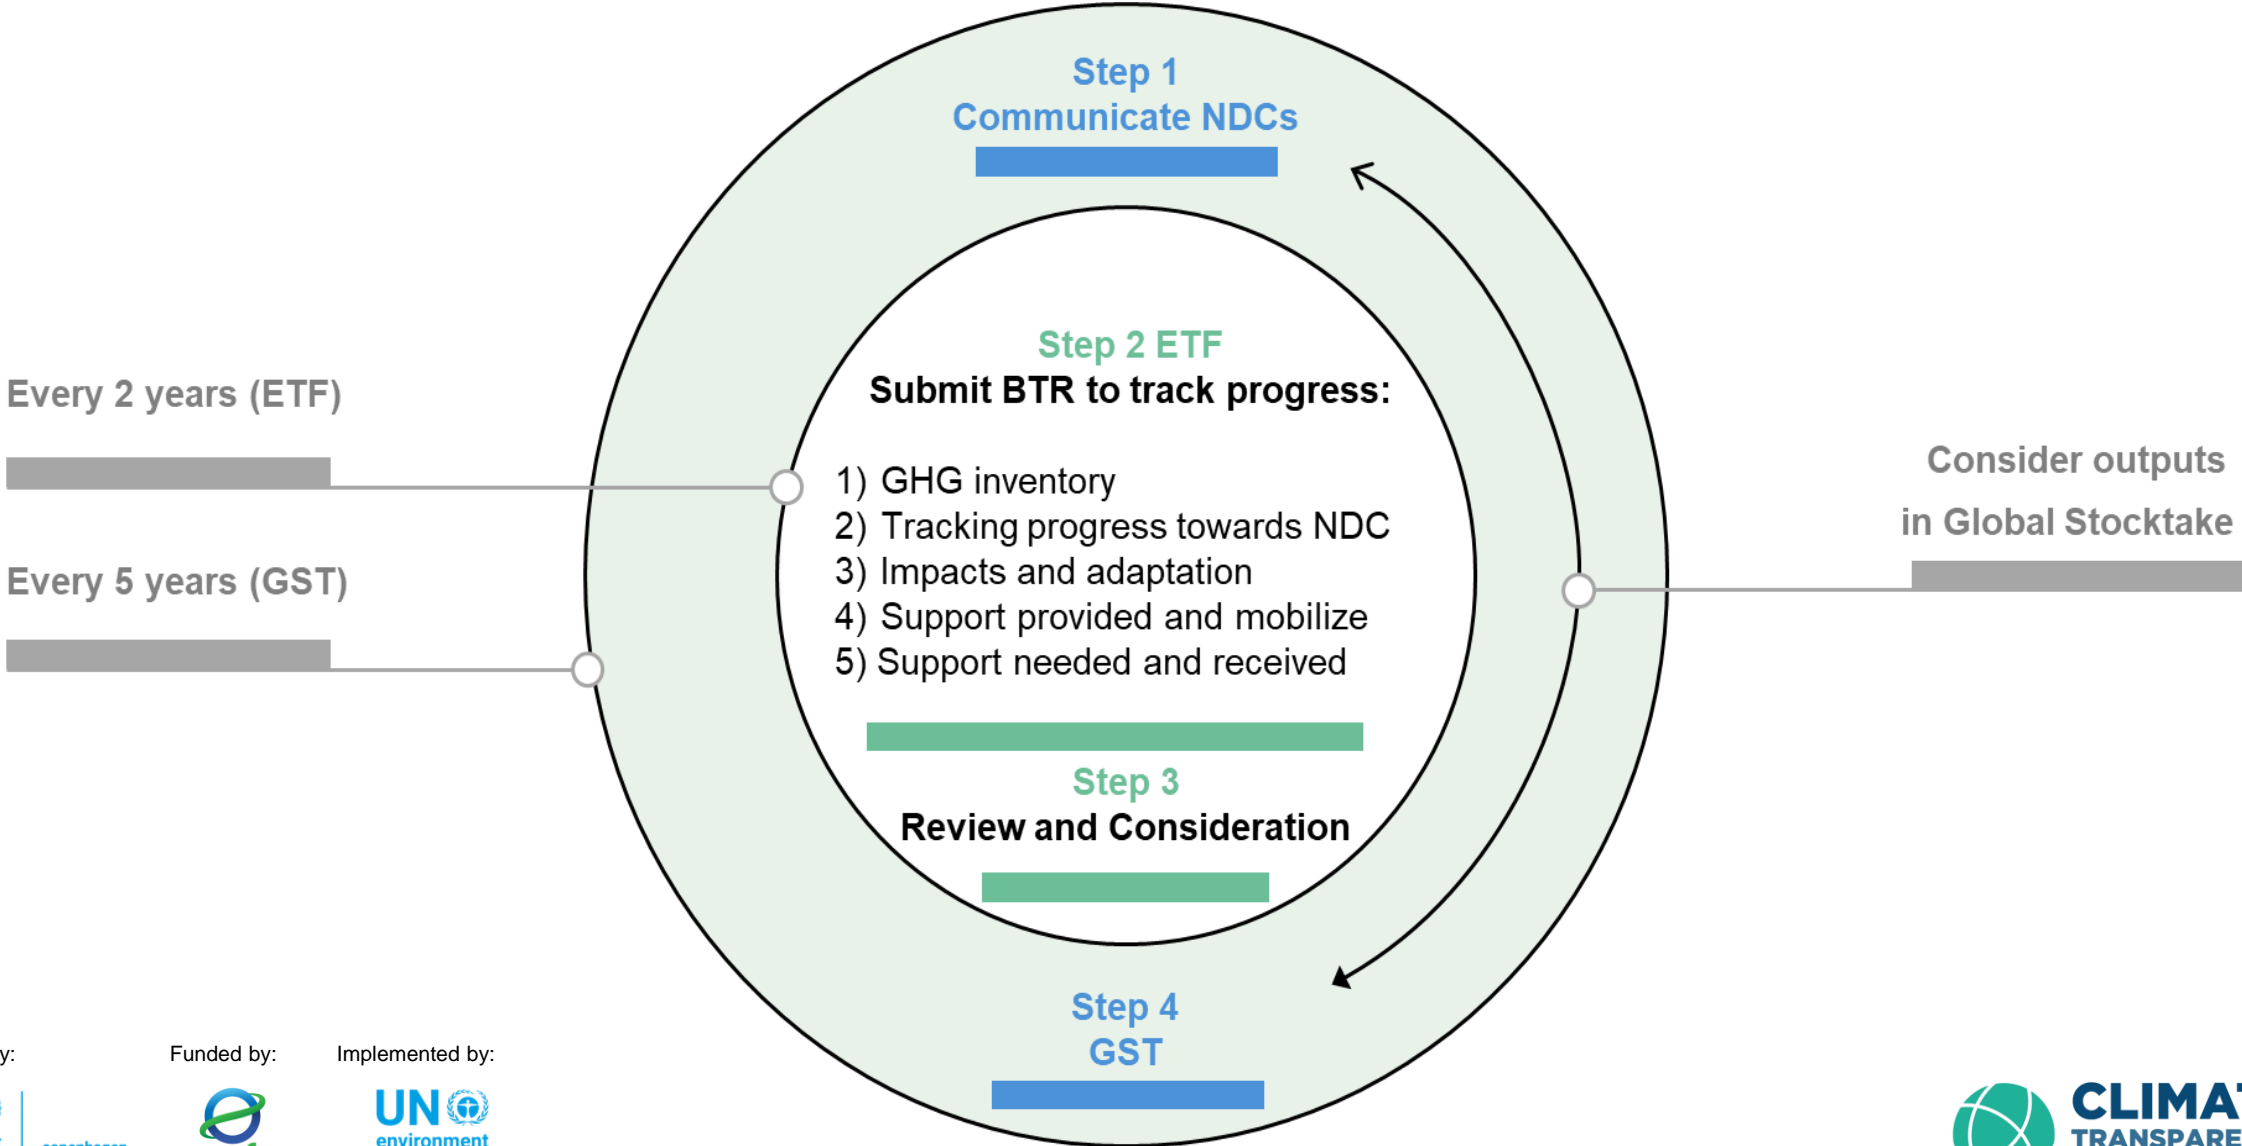 Step 1
Communicate NDCs
Step 2 ETF
Submit BTR to track progress:
1) GHG inventory
2) Tracking progress towards NDC
3) Impacts and adaptation
4) Support provided and mobilize
5) Support needed and received
Step 3
Review and Consideration
Step 4
GST
Every 2 years (ETF)
Every 5 years (GST)
Consider outputs
in Global Stocktake
Funded by:
Implemented by:
UN
environment